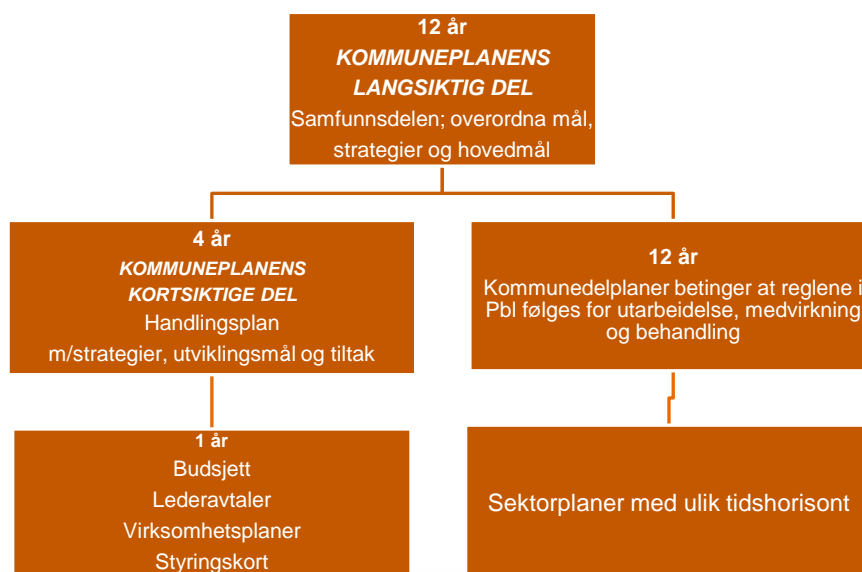 12 år
KOMMUNEPLANENS
LANGSIKTIG DEL
Samfunnsdelen; overordna mål,
strategier og hovedmål
4 år
KOMMUNEPLANENS
KORTSIKTIGE DEL
Handlingsplan
m/strategier, utviklingsmål og tiltak
12 år
Kommunedelplaner betinger at reglene i
Pbl følges for utarbeidelse, medvirkning
og behandling
1 år
Budsjett
Lederavtaler
Virksomhetsplaner
Styringskort
Sektorplaner med ulik tidshorisont